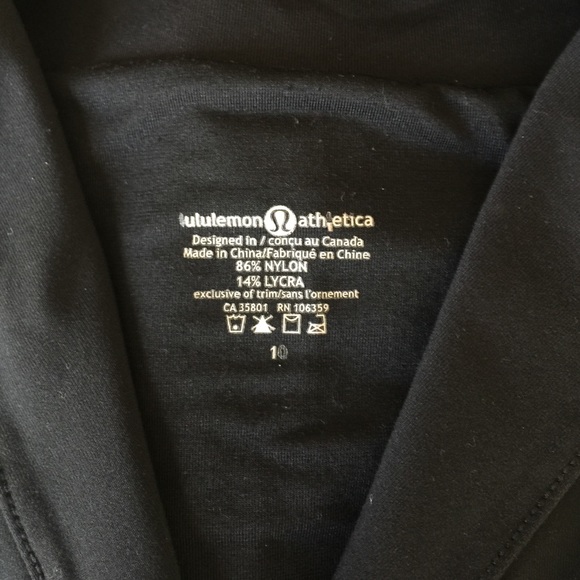 lululemon athletica
Designed in / conçu au Canada
Made in China/Fabriqué en Chine
86% NYLON
14% LYCRA
exclusive of trim/sans l'ornement
CA 35801 RN 106359
10